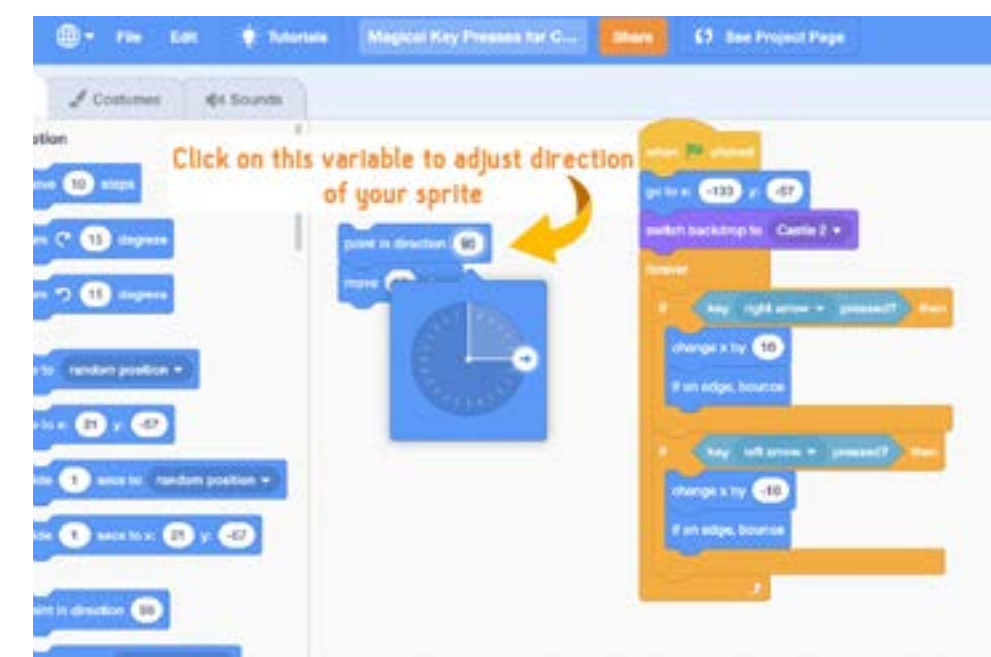 File Edit Tutorials Magical Key Presses for C... Share See Project Page
Costumes Sounds
Click on this variable to adjust direction
of your sprite
10 steps
15 degrees
15 degrees
random position
x: 21 y: -57
1 secs to random position
1 secs to x: 21 y: -57
point in direction 90
point in direction 90
move
when clicked
go to x: -133 y: -57
switch backdrop to Castle 2
forever
if key right arrow pressed? then
change x by 10
if on edge, bounce
if key left arrow pressed? then
change x by -10
if on edge, bounce